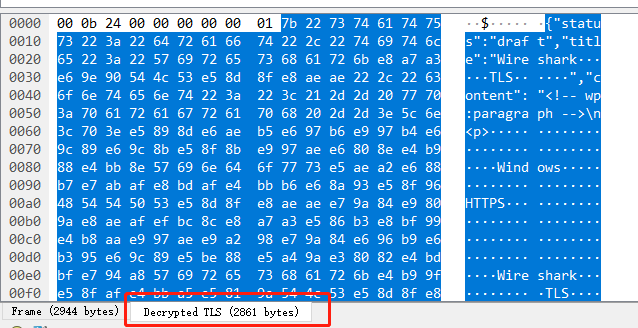 0000 00 0b 24 00 00 00 00 00 01 7b 22 73 74 61 74 75 ··$····· ·{"statu
0010 73 22 3a 22 64 72 61 66 74 22 2c 22 74 69 74 6c s":"draf t","titl
0020 65 22 3a 22 57 69 72 65 73 68 61 72 6b e8 a7 a3 e":"Wire shark···
0030 e6 9e 90 54 4c 53 e5 8d 8f e8 ae ae 22 2c 22 63 ···TLS·· ····","c
0040 6f 6e 74 65 6e 74 22 3a 22 3c 21 2d 2d 20 77 70 ontent": "<!-- wp
0050 3a 70 61 72 61 67 72 61 70 68 20 2d 2d 3e 5c 6e :paragra ph -->\n
0060 3c 70 3e e5 89 8d e6 ae b5 e6 97 b6 e9 97 b4 e6 <p>····· ········
0070 9c 89 e6 9c 8b e5 8f 8b e9 97 ae e6 80 8e e4 b9 ········ ········
0080 88 e4 bb 8e 57 69 6e 64 6f 77 73 e5 ae a2 e6 88 ····Wind ows·····
0090 b7 e7 ab af e8 bd af e4 bb b6 e6 8a 93 e5 8f 96 ········ ········
00a0 48 54 54 50 53 e5 8d 8f e8 ae ae e7 9a 84 e9 80 HTTPS··· ········
00b0 9a e8 ae af ef bc 8c e8 a7 a3 e5 86 b3 e8 bf 99 ········ ········
00c0 e4 b8 aa e9 97 ae e9 a2 98 e7 9a 84 e6 96 b9 e6 ········ ········
00d0 b3 95 e6 9c 89 e5 be 88 e5 a4 9a e3 80 82 e4 bd ········ ········
00e0 bf e7 94 a8 57 69 72 65 73 68 61 72 6b e4 b9 9f ····Wire shark···
00f0 e5 8f af e4 bb a5 e5 81 9a 54 4c 53 e5 8d 8f e8 ········ ·TLS····
Frame (2944 bytes) Decrypted TLS (2861 bytes)